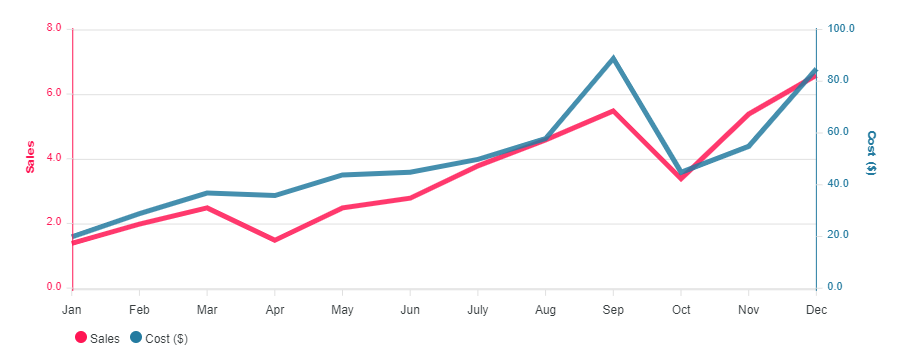 8.0
6.0
4.0
2.0
0.0
Sales
100.0
80.0
60.0
40.0
20.0
0.0
Cost ($)
Jan Feb Mar Apr May Jun July Aug Sep Oct Nov Dec
Sales Cost ($)